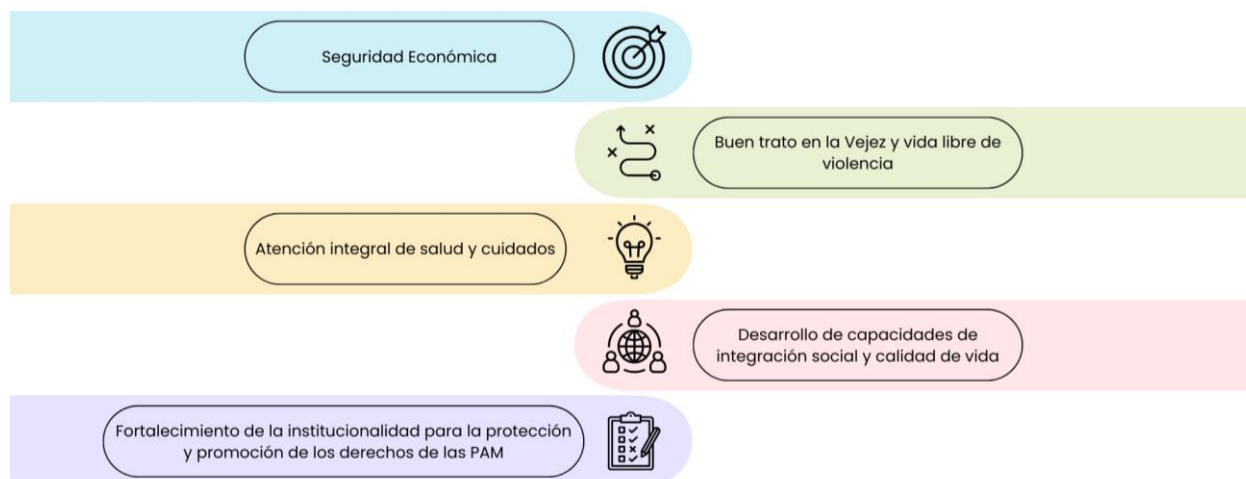 Seguridad Económica
Buen trato en la Vejez y vida libre de
violencia
Atención integral de salud y cuidados
Desarrollo de capacidades de
integración social y calidad de vida
Fortalecimiento de la institucionalidad para la protección
y promoción de los derechos de las PAM